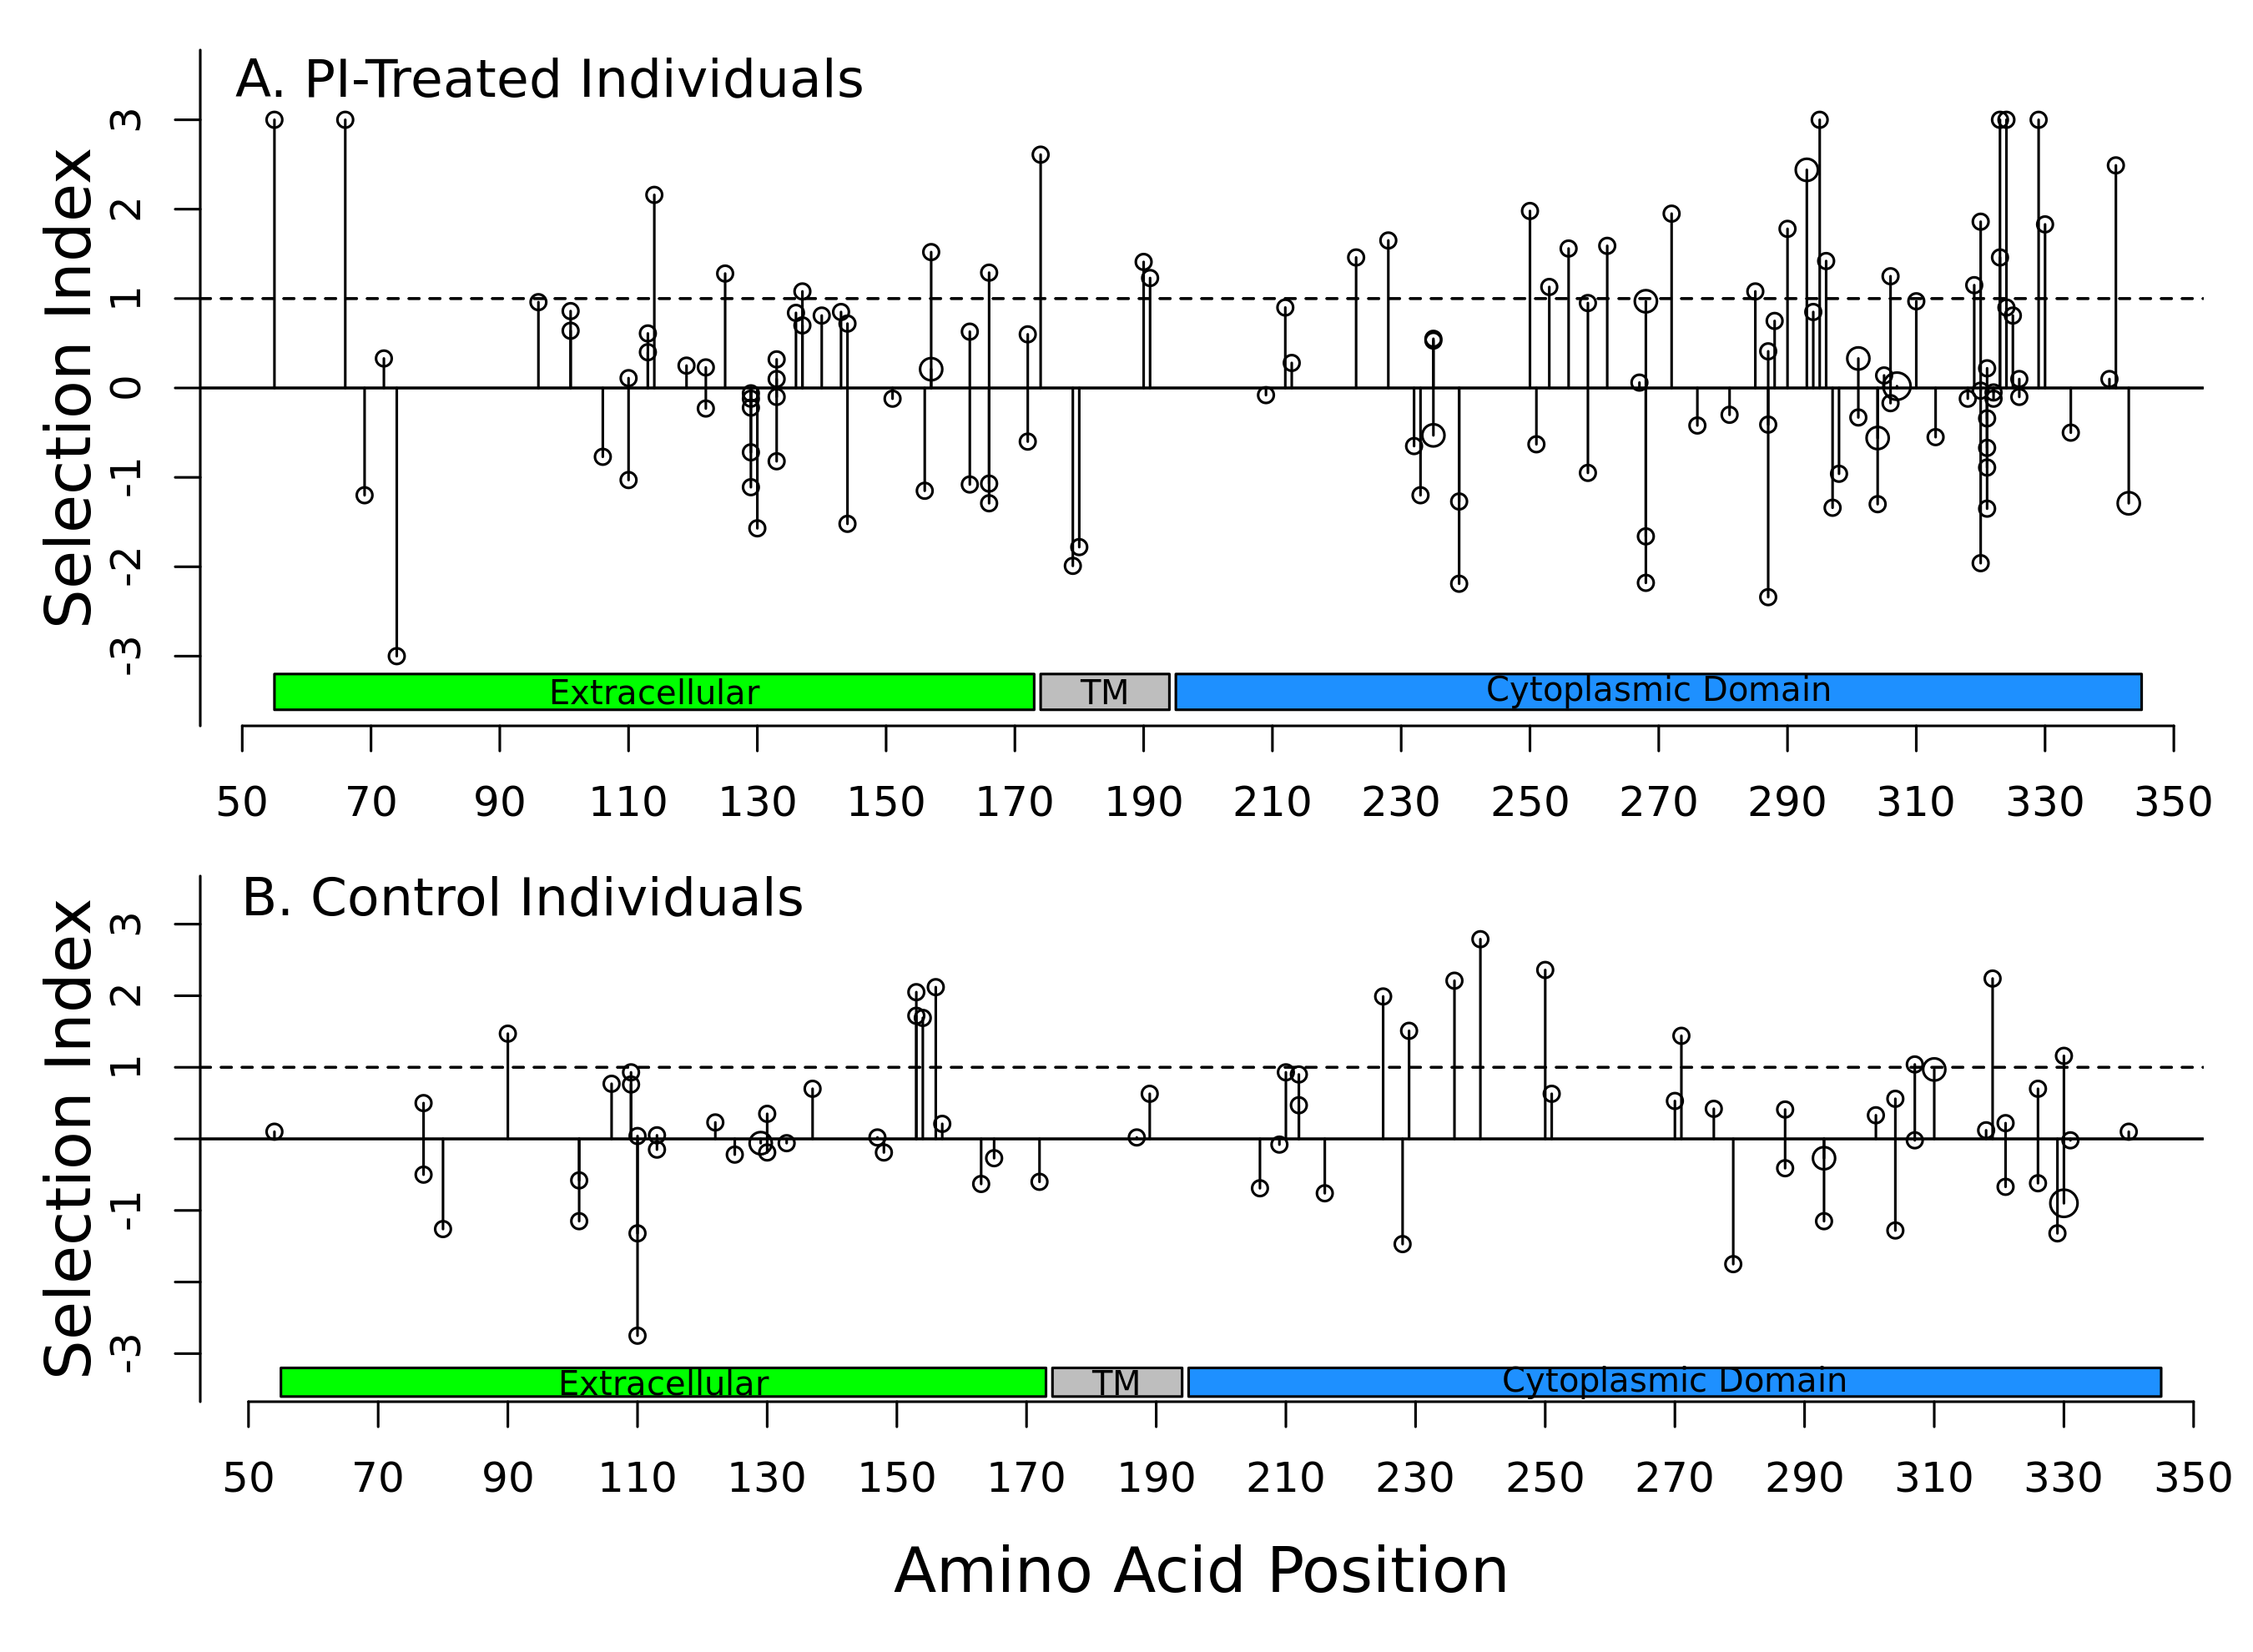 A. PI-Treated Individuals
Selection Index
3
2
1
0
-1
-2
-3
Extracellular
TM
Cytoplasmic Domain
50 70 90 110 130 150 170 190 210 230 250 270 290 310 330 350
B. Control Individuals
Selection Index
3
2
1
-1
-3
Extracellular
TM
Cytoplasmic Domain
50 70 90 110 130 150 170 190 210 230 250 270 290 310 330 350
Amino Acid Position